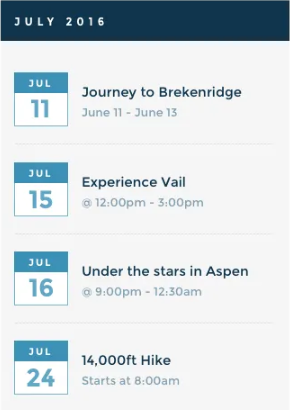 JULY 2016
JUL
11
Journey to Brekenridge
June 11 - June 13
JUL
15
Experience Vail
@ 12:00pm - 3:00pm
JUL
16
Under the stars in Aspen
@ 9:00pm - 12:30am
JUL
24
14,000ft Hike
Starts at 8:00am